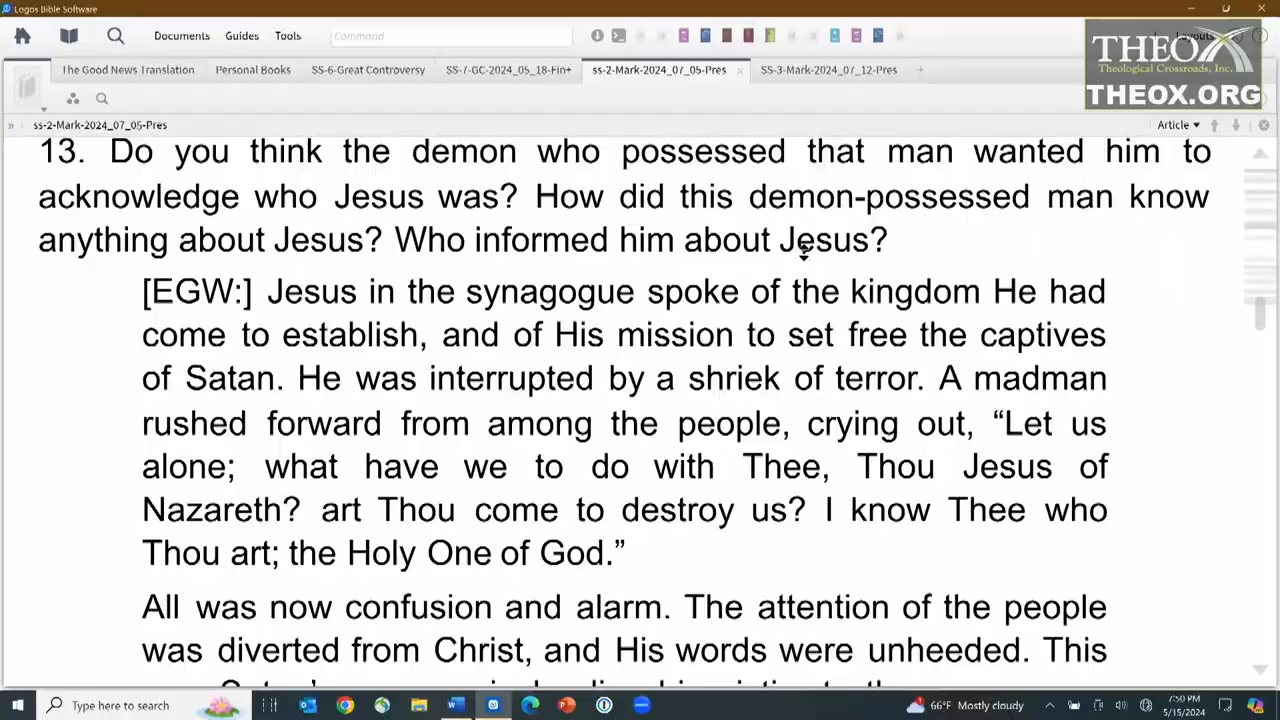 Logos Bible Software
Documents Guides Tools Command Layouts
THEOX
Theological Crossroads, Inc.
THEOX.ORG
The Good News Translation Personal Books SS-6-Great Contro 1.05_18-Fin+ ss-2-Mark-2024_07_05-Pres SS-3-Mark-2024_07_12-Pres
ss-2-Mark-2024_07_05-Pres Article
13. Do you think the demon who possessed that man wanted him to
acknowledge who Jesus was? How did this demon-possessed man know
anything about Jesus? Who informed him about Jesus?
[EGW:] Jesus in the synagogue spoke of the kingdom He had
come to establish, and of His mission to set free the captives
of Satan. He was interrupted by a shriek of terror. A madman
rushed forward from among the people, crying out, “Let us
alone; what have we to do with Thee, Thou Jesus of
Nazareth? art Thou come to destroy us? I know Thee who
Thou art; the Holy One of God.”
All was now confusion and alarm. The attention of the people
was diverted from Christ, and His words were unheeded. This
Type here to search 66°F Mostly cloudy 7:50 PM
5/15/2024